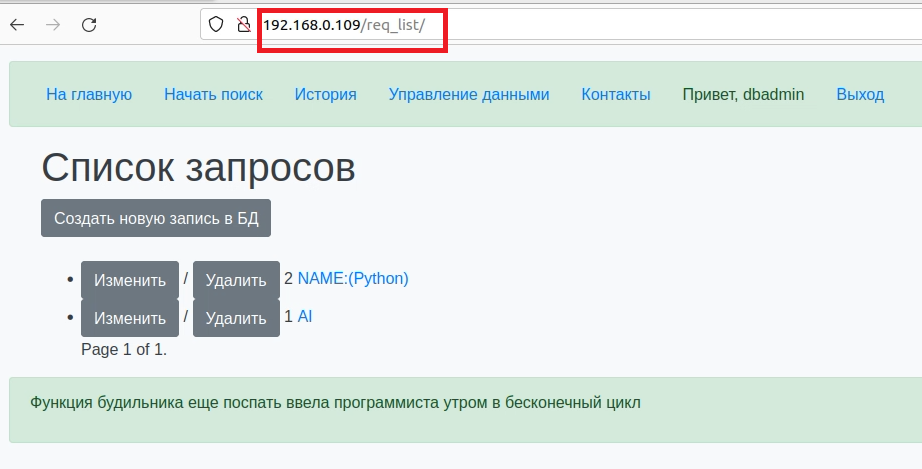 192.168.0.109/req_list/
На главную Начать поиск История Управление данными Контакты Привет, dbadmin Выход
Список запросов
Создать новую запись в БД
• Изменить / Удалить 2 NAME:(Python)
• Изменить / Удалить 1 AI
Page 1 of 1.
Функция будильника еще поспать ввела программиста утром в бесконечный цикл